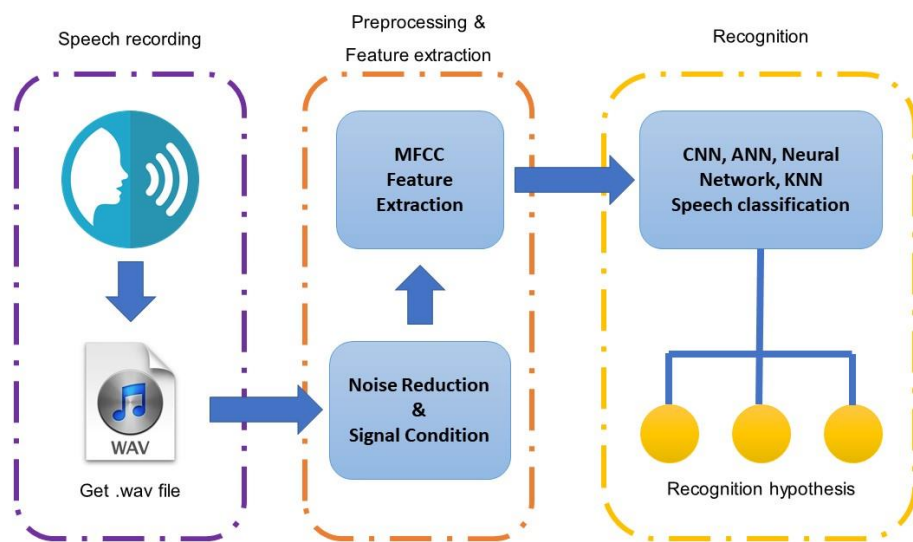 Speech recording
Preprocessing &
Feature extraction
Recognition
WAV
Get .wav file
MFCC
Feature
Extraction
Noise Reduction
&
Signal Condition
CNN, ANN, Neural
Network, KNN
Speech classification
Recognition hypothesis